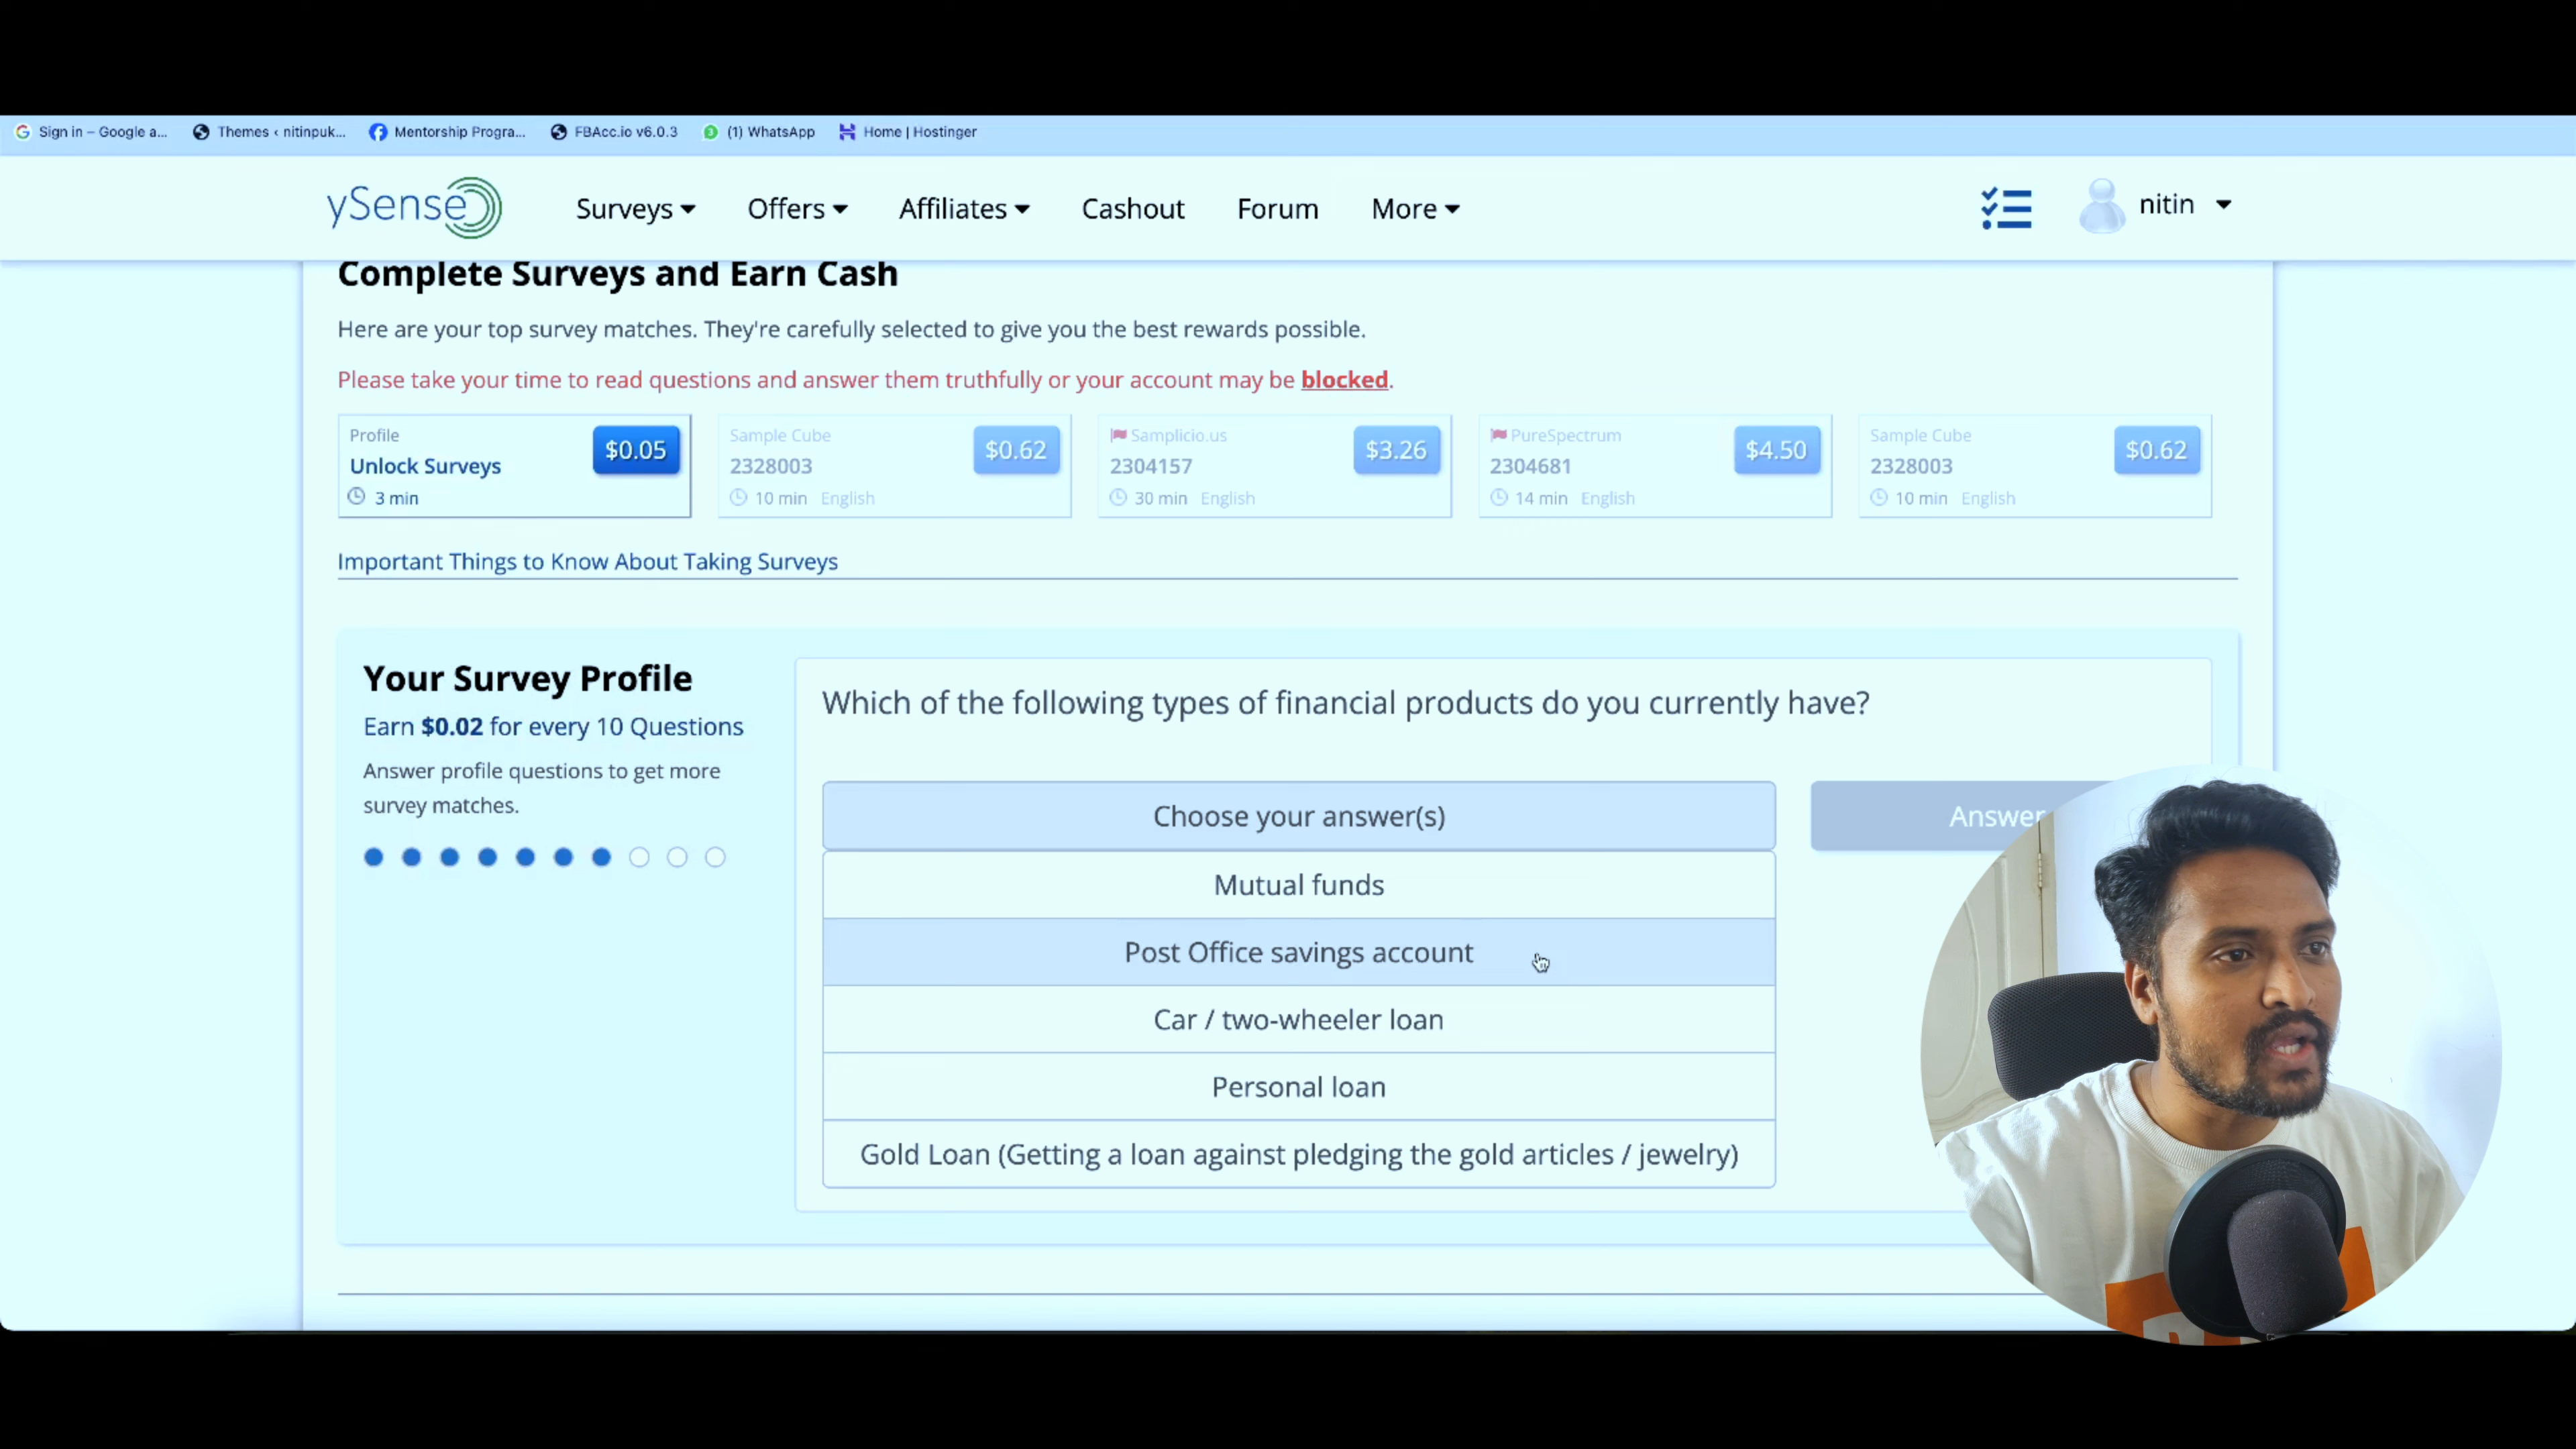 Sign in – Google a... Themes ‹ nitinpuk... Mentorship Progra... FBAcc.io v6.0.3 (1) WhatsApp Home | Hostinger
ySense Surveys Offers Affiliates Cashout Forum More nitin
Complete Surveys and Earn Cash
Here are your top survey matches. They're carefully selected to give you the best rewards possible.
Please take your time to read questions and answer them truthfully or your account may be blocked.
Profile
Unlock Surveys
3 min
$0.05
Sample Cube
2328003
10 min English
$0.62
Samplicio.us
2304157
30 min English
$3.26
PureSpectrum
2304681
14 min English
$4.50
Sample Cube
2328003
10 min English
$0.62
Important Things to Know About Taking Surveys
Your Survey Profile
Earn $0.02 for every 10 Questions
Answer profile questions to get more
survey matches.
Which of the following types of financial products do you currently have?
Choose your answer(s)
Answer
Mutual funds
Post Office savings account
Car / two-wheeler loan
Personal loan
Gold Loan (Getting a loan against pledging the gold articles / jewelry)